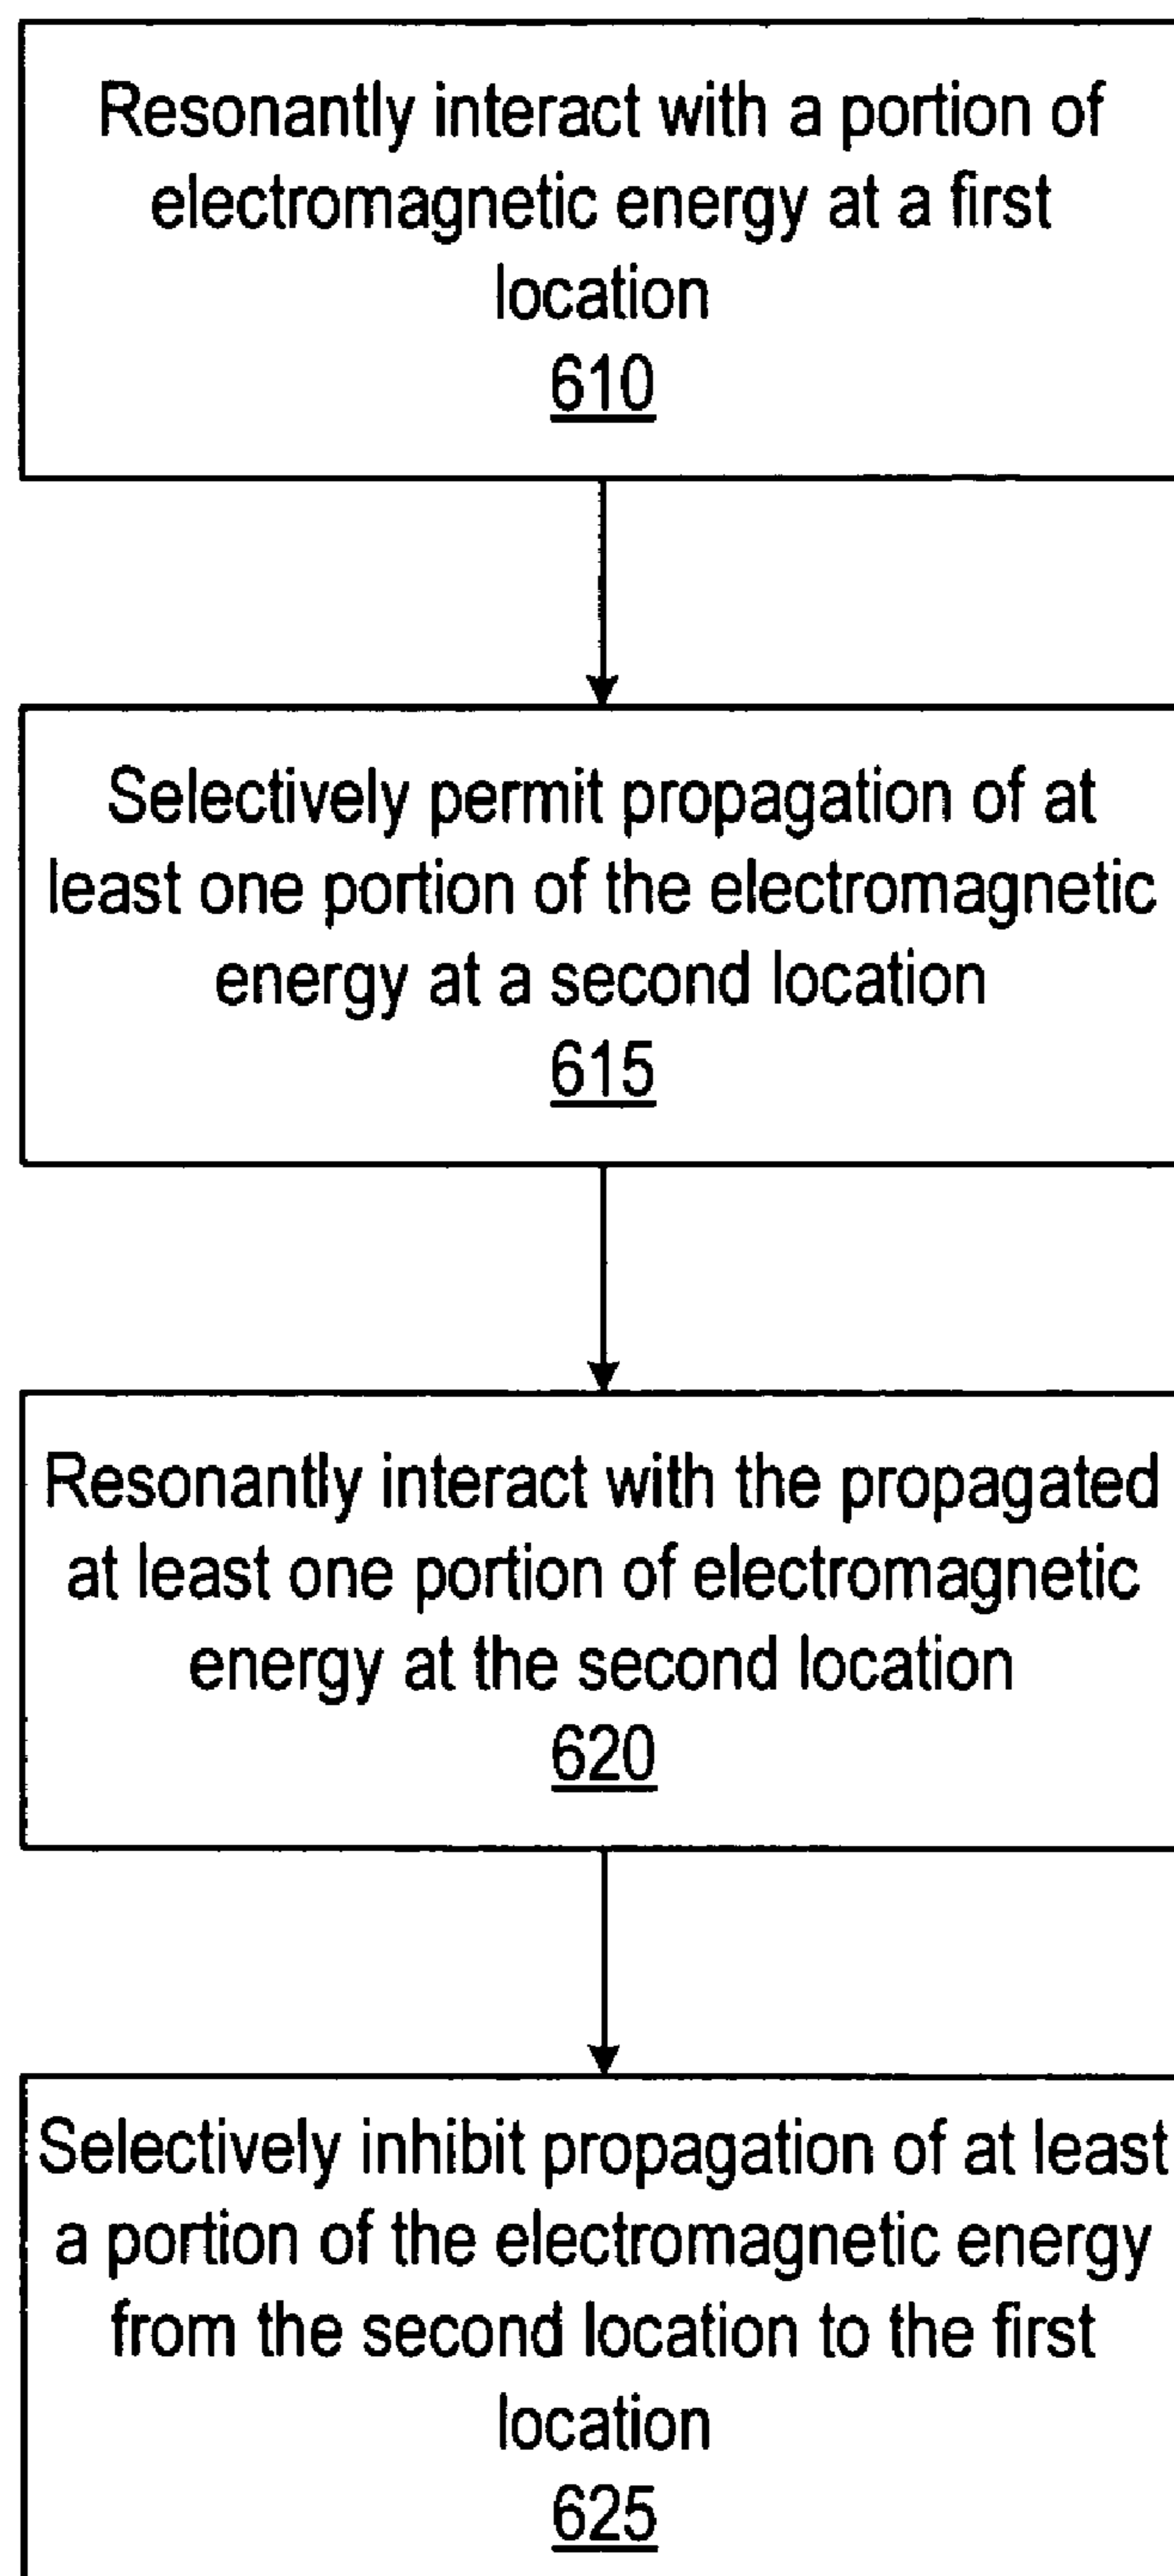 Resonantly interact with a portion of
electromagnetic energy at a first
location
610
Selectively permit propagation of at
least one portion of the electromagnetic
energy at a second location
615
Resonantly interact with the propagated
at least one portion of electromagnetic
energy at the second location
620
Selectively inhibit propagation of at least
a portion of the electromagnetic energy
from the second location to the first
location
625